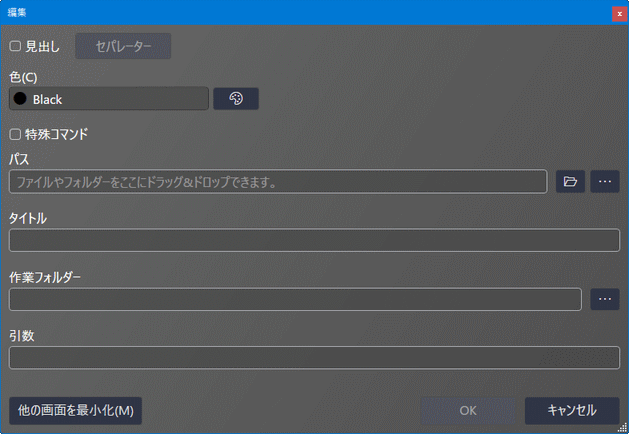 編集
見出し セパレーター
色(C)
Black
特殊コマンド
パス
ファイルやフォルダーをここにドラッグ&ドロップできます。
タイトル
作業フォルダー
引数
他の画面を最小化(M) OK キャンセル